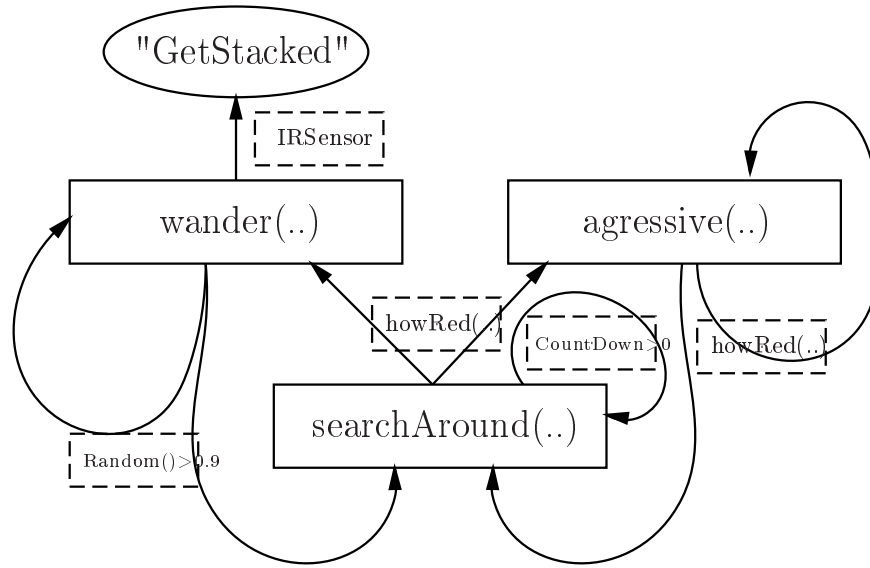 "GetStacked"
IRSensor
wander(..)
agressive(..)
howRed(..)
CountDown>0
howRed(..)
searchAround(..)
Random()>0.9